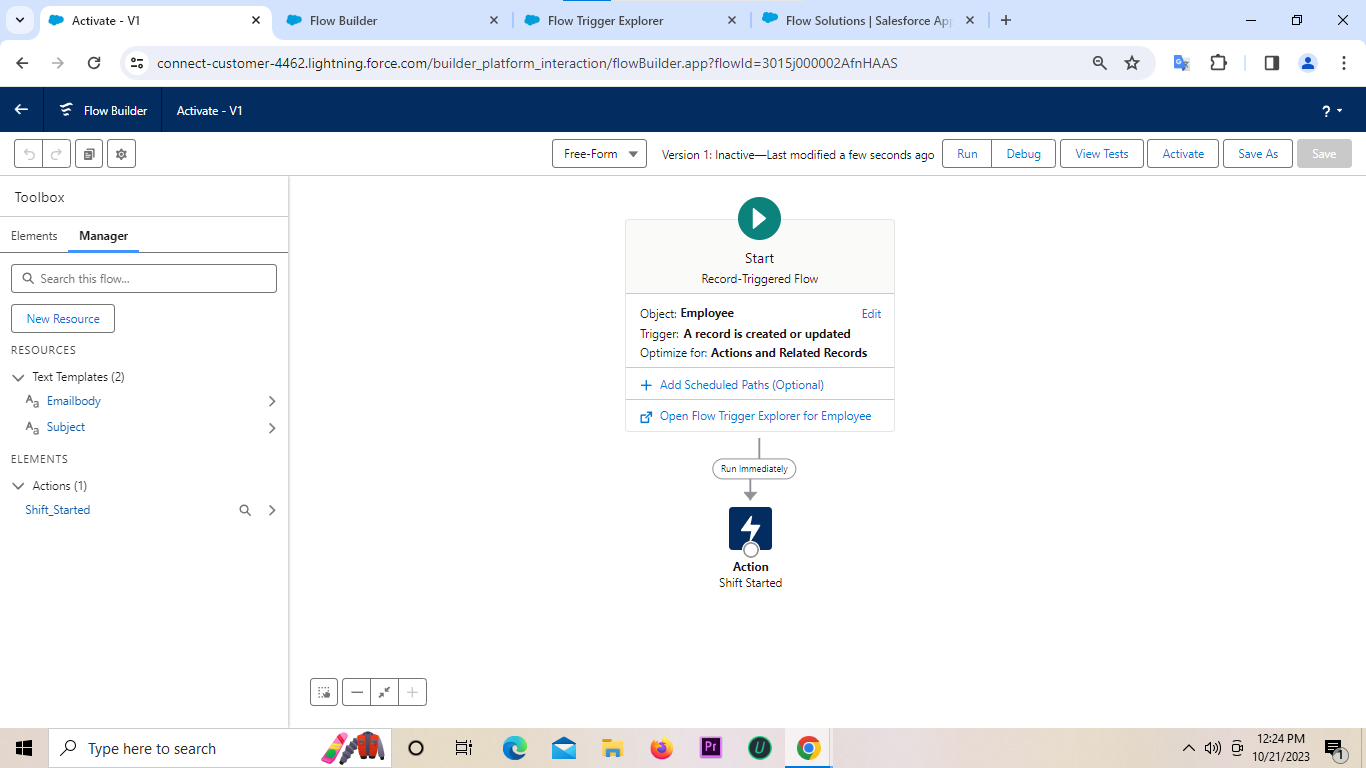 Activate - V1
Flow Builder
Flow Trigger Explorer
Flow Solutions | Salesforce App
connect-customer-4462.lightning.force.com/builder_platform_interaction/flowBuilder.app?flowId=3015j000002AfnHAAS
Flow Builder
Activate - V1
?
Free-Form
Version 1: Inactive—Last modified a few seconds ago
Run
Debug
View Tests
Activate
Save As
Save
Toolbox
Elements
Manager
Search this flow...
New Resource
RESOURCES
Text Templates (2)
Emailbody
Subject
ELEMENTS
Actions (1)
Shift_Started
Start
Record-Triggered Flow
Object: Employee
Edit
Trigger: A record is created or updated
Optimize for: Actions and Related Records
Add Scheduled Paths (Optional)
Open Flow Trigger Explorer for Employee
Run Immediately
Action
Shift Started
Type here to search
Pr
U
12:24 PM
10/21/2023
1